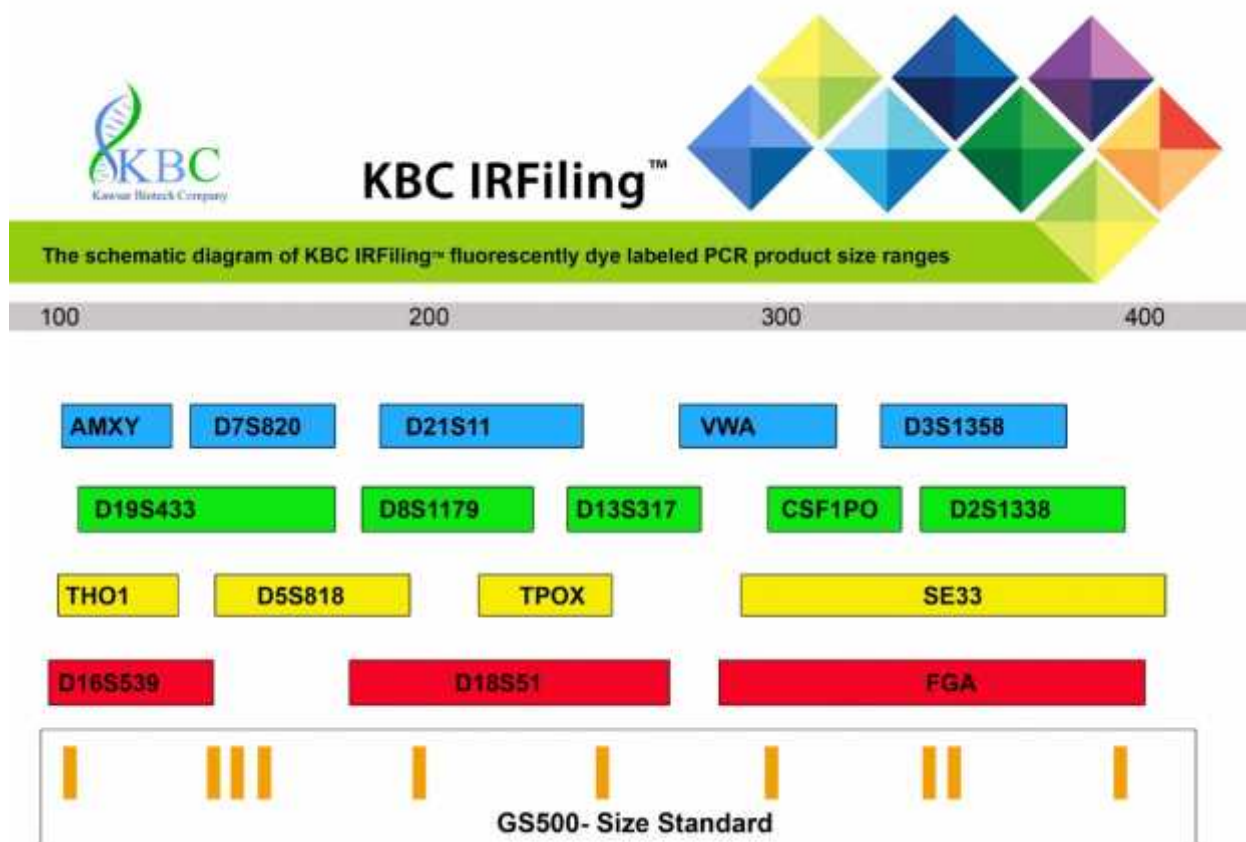 KBC
Kawsar Biotech Company
KBC IRFiling™
The schematic diagram of KBC IRFiling™ fluorescently dye labeled PCR product size ranges
100 200 300 400
AMXY D7S820 D21S11 VWA D3S1358
D19S433 D8S1179 D13S317 CSF1PO D2S1338
THO1 D5S818 TPOX SE33
D16S539 D18S51 FGA
GS500- Size Standard